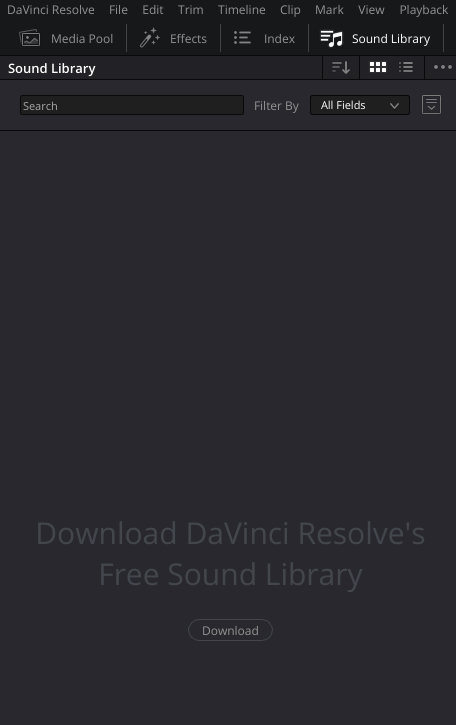 DaVinci Resolve File Edit Trim Timeline Clip Mark View Playback
Media Pool Effects Index Sound Library
Sound Library
Search Filter By All Fields
Download DaVinci Resolve's
Free Sound Library
Download